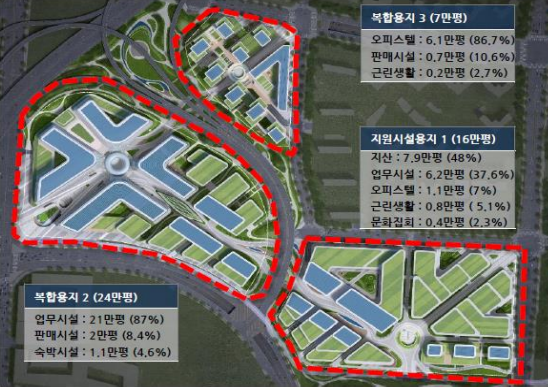 복합용지 3 (7만평)
오피스텔 : 6.1만평 (86.7%)
판매시설 : 0.7만평 (10.6%)
근린생활 : 0.2만평 (2.7%)
지원시설용지 1 (16만평)
지산 : 7.9만평 (48%)
업무시설 : 6.2만평 (37.6%)
오피스텔 : 1.1만평 (7%)
근린생활 : 0.8만평 ( 5.1%)
문화집회 : 0.4만평 (2.3%)
복합용지 2 (24만평)
업무시설 : 21만평 (87%)
판매시설 : 2만평 (8.4%)
숙박시설 : 1.1만평 (4.6%)